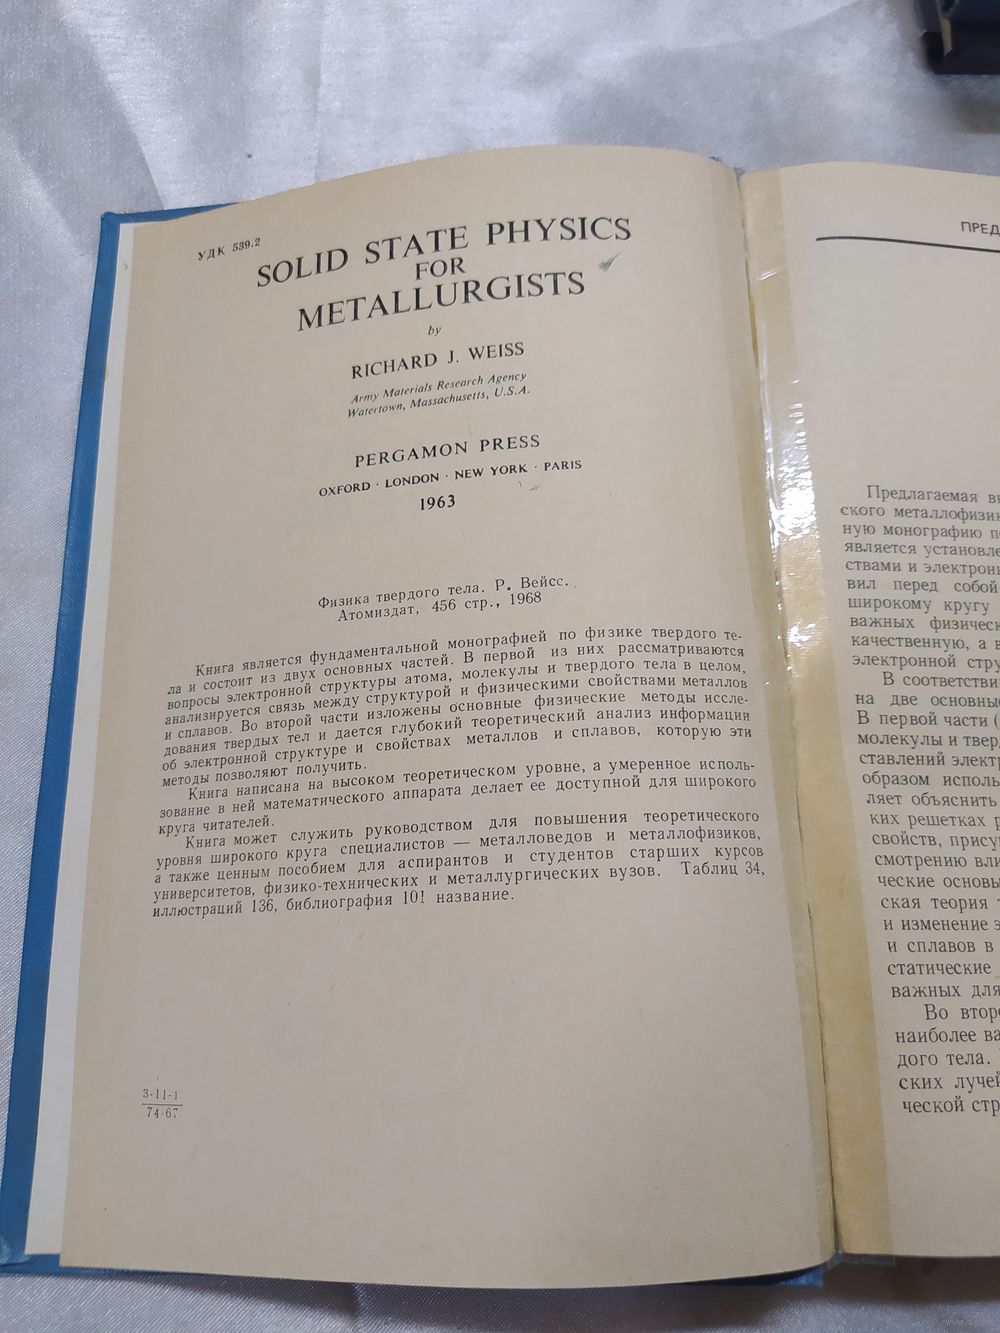 УДК 539.2
SOLID STATE PHYSICS
FOR
METALLURGISTS
by
RICHARD J. WEISS
Army Materials Research Agency
Watertown, Massachusetts, U.S.A.
PERGAMON PRESS
OXFORD · LONDON · NEW YORK · PARIS
1963
Физика твердого тела. Р. Вейсс.
Атомиздат, 456 стр., 1968
Книга является фундаментальной монографией по физике твердого те-
ла и состоит из двух основных частей. В первой из них рассматриваются
вопросы электронной структуры атома, молекулы и твердого тела в целом,
анализируется связь между структурой и физическими свойствами металлов
и сплавов. Во второй части изложены основные физические методы иссле-
дования твердых тел и дается глубокий теоретический анализ информации
об электронной структуре и свойствах металлов и сплавов, которую эти
методы позволяют получить.
Книга написана на высоком теоретическом уровне, а умеренное исполь-
зование в ней математического аппарата делает ее доступной для широкого
круга читателей.
Книга может служить руководством для повышения теоретического
уровня широкого круга специалистов — металловедов и металлофизиков,
а также ценным пособием для аспирантов и студентов старших курсов
университетов, физико-технических и металлургических вузов. Таблиц 34,
иллюстраций 136, библиография 101 название.
3-11-1
74-67
ПРЕД
Предлагаемая
ского металлофизик
ную монографию
является установле
ствами и электрон
вил перед собой
широкому кругу
важных физическ
качественную, а
электронной стру
В соответстви
на две основны
В первой части (
молекулы и твер
ставлений электр
образом исполь
ляет объяснить
ких решетках
свойств, прису
смотрению вли
ческие основы
ская теория
и изменение
и сплавов в
статические
важных для
Во второ
наиболее ва
дого тела.
ских лучей
ческой стр